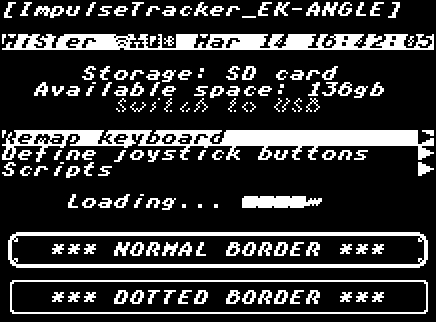 [ImpulseTracker_EK-ANGLE]
MiSTer Mar 14 16:42:05
Storage: SD card
Available space: 136gb
Switch to USB
Remap keyboard
Define joystick buttons
Scripts
Loading...
*** NORMAL BORDER ***
*** DOTTED BORDER ***